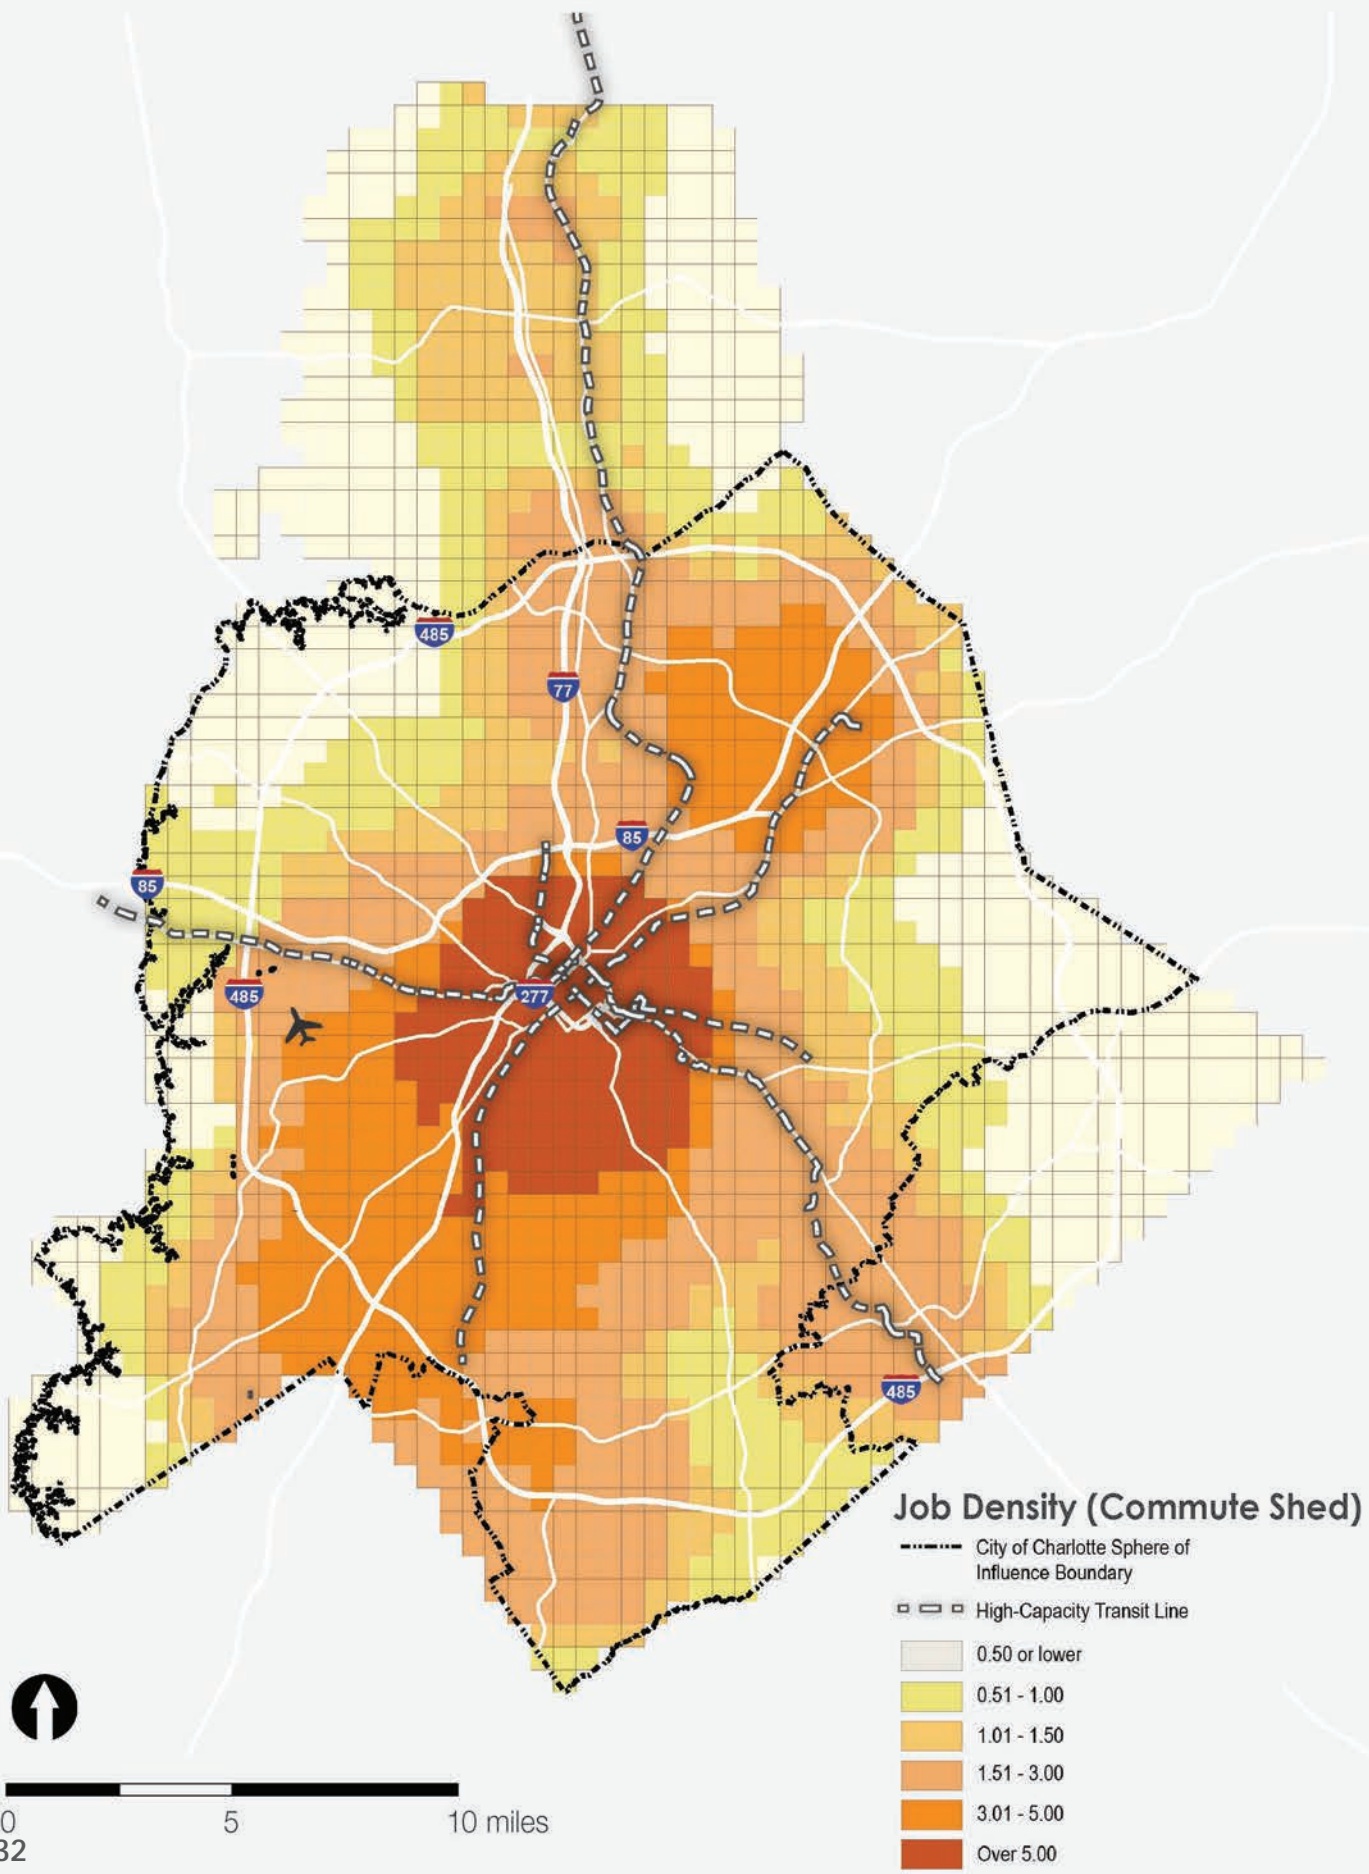 485
77
85
85
485
277
485
Job Density (Commute Shed)
City of Charlotte Sphere of
Influence Boundary
High-Capacity Transit Line
0.50 or lower
0.51 - 1.00
1.01 - 1.50
1.51 - 3.00
3.01 - 5.00
Over 5.00
0 5 10 miles
32